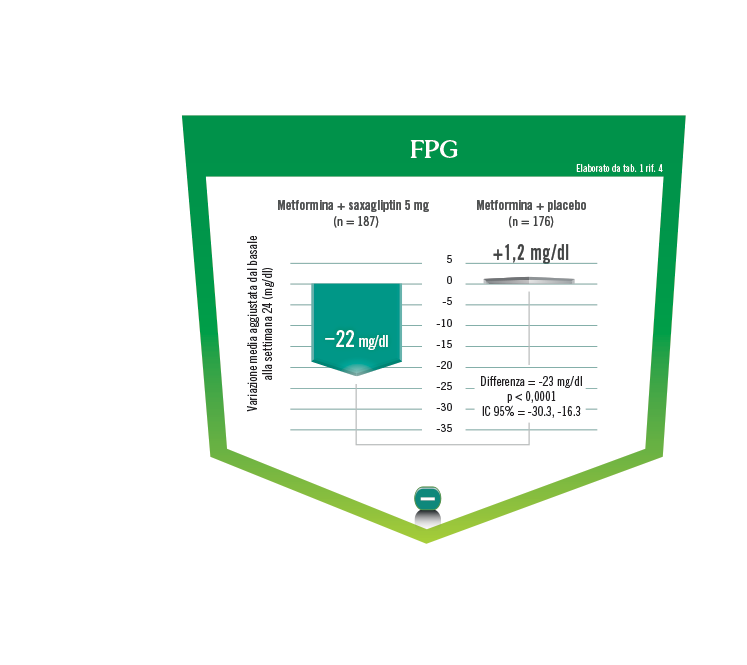 FPG
Elaborato da tab. 1 rif. 4
Metformina + saxagliptin 5 mg
(n = 187)
Metformina + placebo
(n = 176)
Variazione media aggiustata dal basale
alla settimana 24 (mg/dl)
+1,2 mg/dl
5
0
-5
-10
-15
-20
-25
-30
-35
–22 mg/dl
Differenza = -23 mg/dl
p < 0,0001
IC 95% = -30.3, -16.3